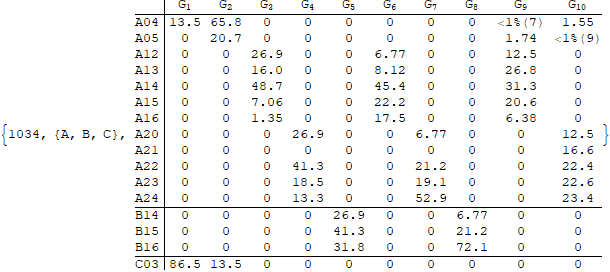 G1 G2 G3 G4 G5 G6 G7 G8 G9 G10
A04 13.5 65.8 0 0 0 0 0 0 <1%(7) 1.55
A05 0 20.7 0 0 0 0 0 0 1.74 <1%(9)
A12 0 0 26.9 0 0 6.77 0 0 12.5 0
A13 0 0 16.0 0 0 8.12 0 0 26.8 0
A14 0 0 48.7 0 0 45.4 0 0 31.3 0
A15 0 0 7.06 0 0 22.2 0 0 20.6 0
A16 0 0 1.35 0 0 17.5 0 0 6.38 0
{1034, {A, B, C}, A20 0 0 0 26.9 0 0 6.77 0 0 12.5 }
A21 0 0 0 0 0 0 0 0 0 16.6
A22 0 0 0 41.3 0 0 21.2 0 0 22.4
A23 0 0 0 18.5 0 0 19.1 0 0 22.6
A24 0 0 0 13.3 0 0 52.9 0 0 23.4
B14 0 0 0 0 26.9 0 0 6.77 0 0
B15 0 0 0 0 41.3 0 0 21.2 0 0
B16 0 0 0 0 31.8 0 0 72.1 0 0
C03 86.5 13.5 0 0 0 0 0 0 0 0